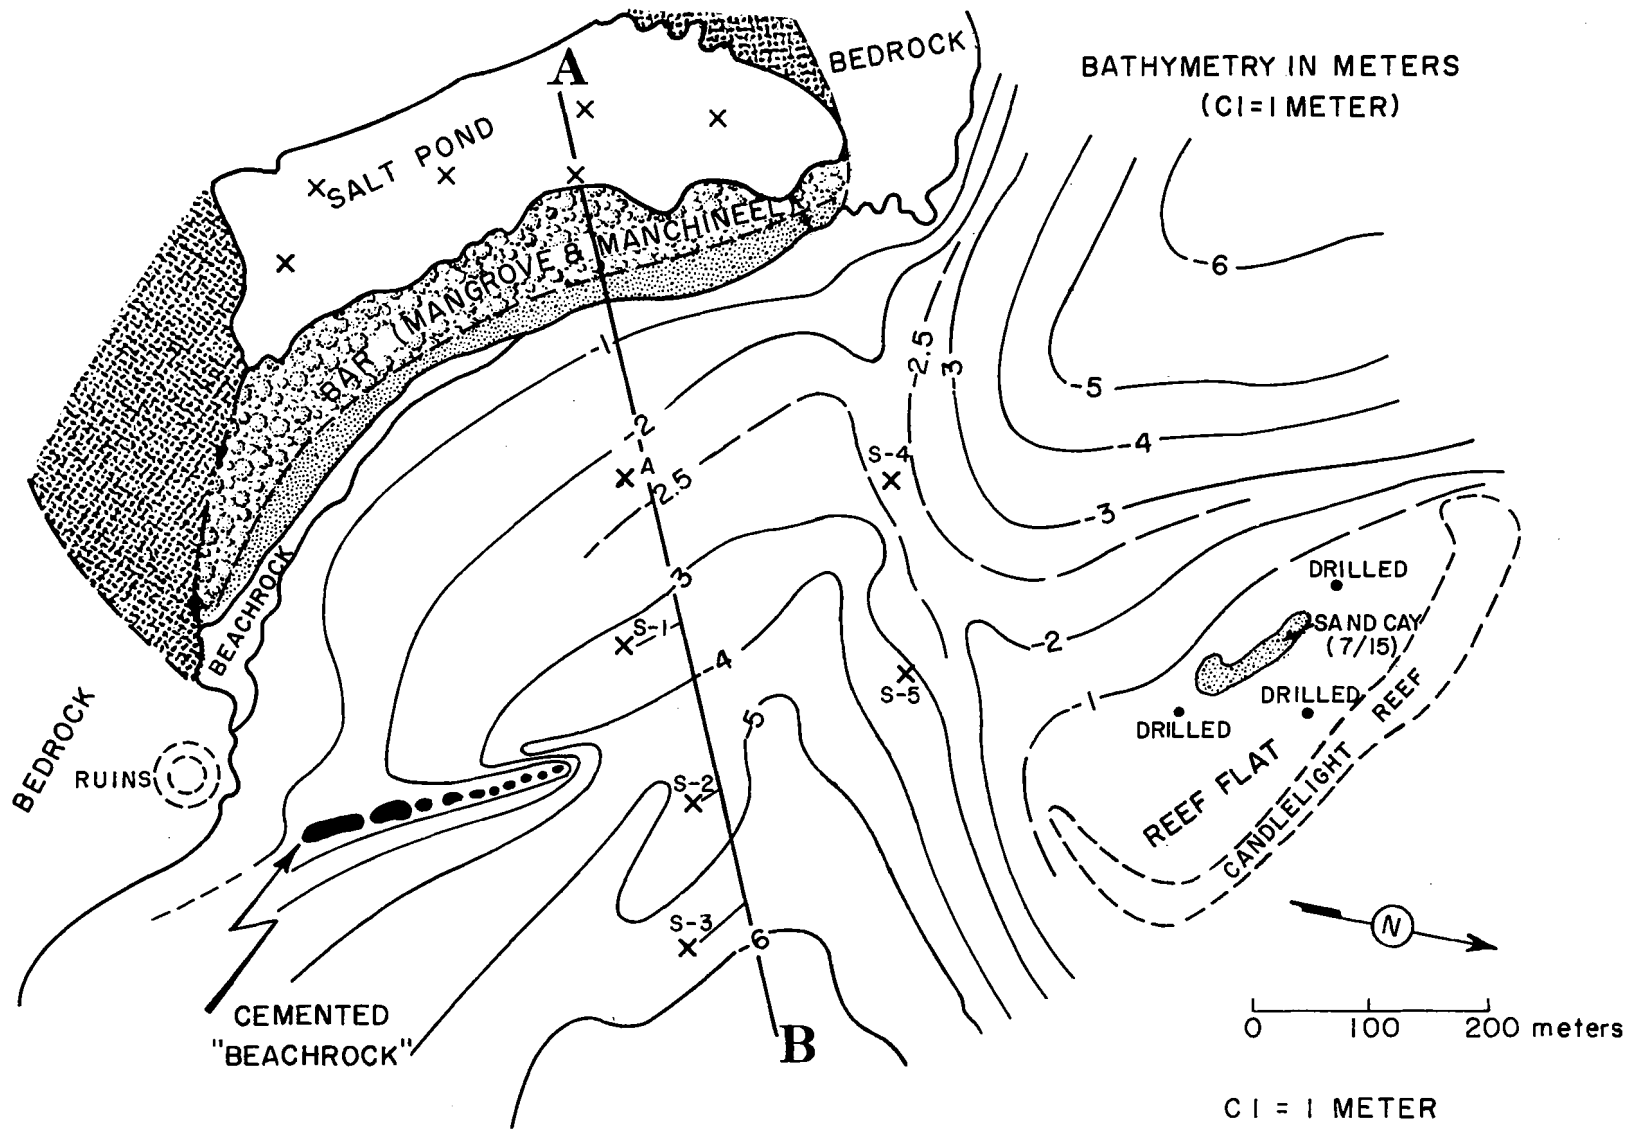 A
BEDROCK
BATHYMETRY IN METERS
(CI=1 METER)
SALT POND
BAR (MANGROVE & MANCHINEEL)
-6
-1
-2.5
3
-5
-2
-4
A
S-4
-2.5
-3
-3
DRILLED
BEACHROCK
S-1
SAND CAY
(7/15)
-2
-4
S-5
DRILLED
-1
DRILLED
REEF
-5
BEDROCK
RUINS
S-2
REEF FLAT
CANDLELIGHT
S-3
-6
N
CEMENTED
"BEACHROCK"
B
0 100 200 meters
CI = 1 METER